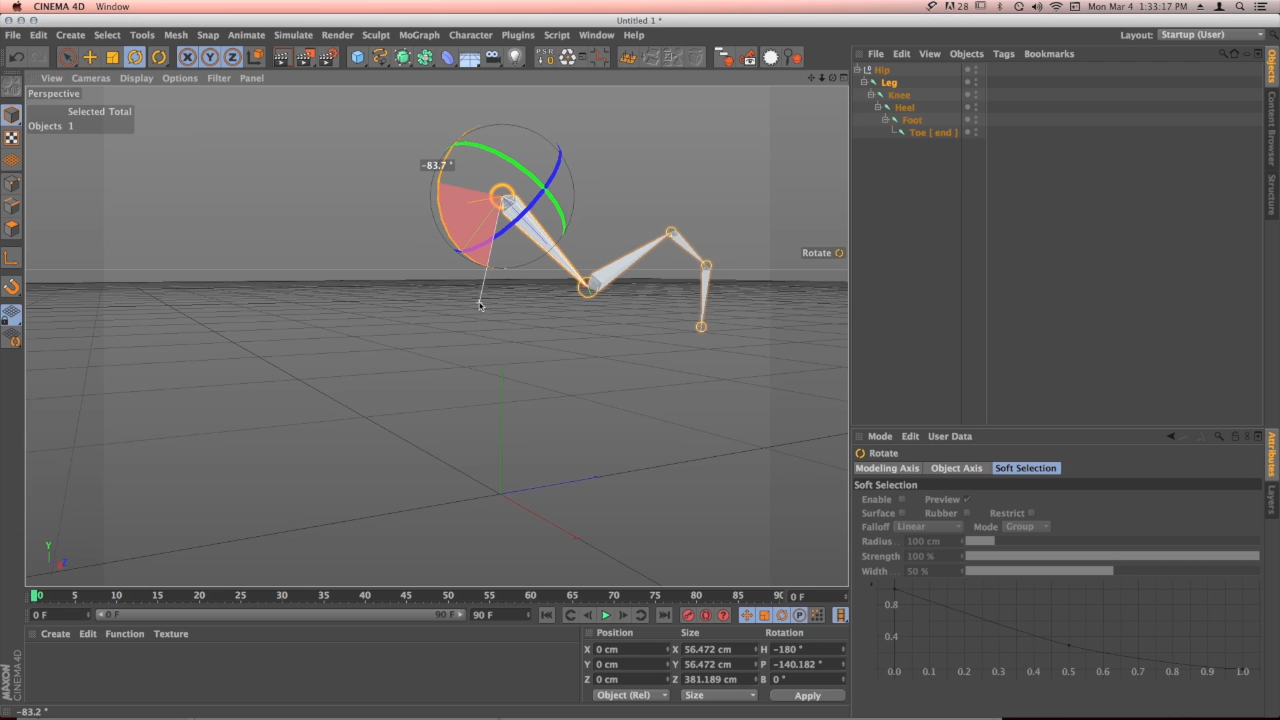 CINEMA 4D Window 28 Mon Mar 4 1:33:17 PM
Untitled 1 *
File Edit Create Select Tools Mesh Snap Animate Simulate Render Sculpt MoGraph Character Plugins Script Window Help Layout: Startup (User)
X Y Z PSR
View Cameras Display Options Filter Panel
File Edit View Objects Tags Bookmarks
Perspective
Selected Total
Objects 1
Hip
Leg
Knee
Heel
Foot
Toe [ end ]
Objects
Content Browser
Structure
-83.7 °
Rotate
Mode Edit User Data
Rotate
Modeling Axis Object Axis Soft Selection
Soft Selection
Enable Preview
Surface Rubber Restrict
Falloff Linear Mode Group
Radius 100 cm
Strength 100 %
Width 50 %
0.8
0.4
0.0 0.1 0.2 0.3 0.4 0.5 0.6 0.7 0.8 0.9 1.0
Attributes
Layers
Y
Z
0 5 10 15 20 25 30 35 40 45 50 55 60 65 70 75 80 85 90 0 F
0 F 0 F 90 F 90 F
Create Edit Function Texture
Position Size Rotation
X 0 cm X 56.472 cm H -180 °
Y 0 cm Y 56.472 cm P -140.182 °
Z 0 cm Z 381.189 cm B 0 °
Object (Rel) Size Apply
MAXON
CINEMA 4D
-83.2 °